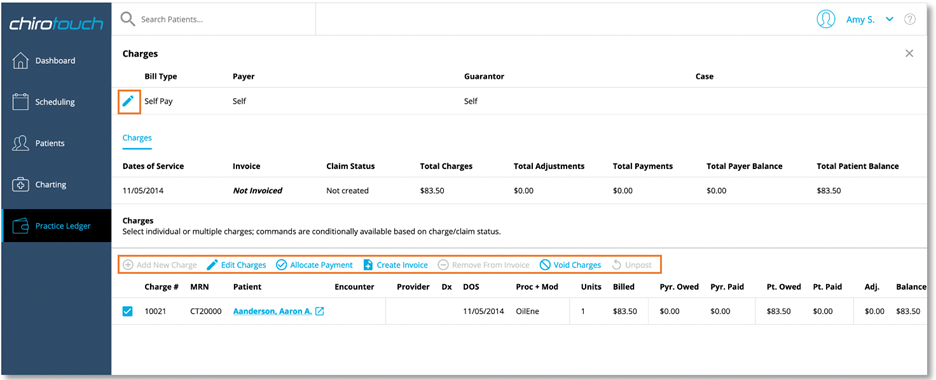 chirotouch
Search Patients...
Amy S.
?
Dashboard
Scheduling
Patients
Charting
Practice Ledger
Charges
Bill Type Payer Guarantor Case
Self Pay Self Self
Charges
Dates of Service Invoice Claim Status Total Charges Total Adjustments Total Payments Total Payer Balance Total Patient Balance
11/05/2014 Not Invoiced Not created $83.50 $0.00 $0.00 $0.00 $83.50
Charges
Select individual or multiple charges; commands are conditionally available based on charge/claim status.
Add New Charge Edit Charges Allocate Payment Create Invoice Remove From Invoice Void Charges Unpost
Charge # MRN Patient Encounter Provider Dx DOS Proc + Mod Units Billed Pyr. Owed Pyr. Paid Pt. Owed Pt. Paid Adj. Balance
10021 CT20000 Aanderson, Aaron A. 11/05/2014 OilEne 1 $83.50 $0.00 $0.00 $83.50 $0.00 $0.00 $83.50